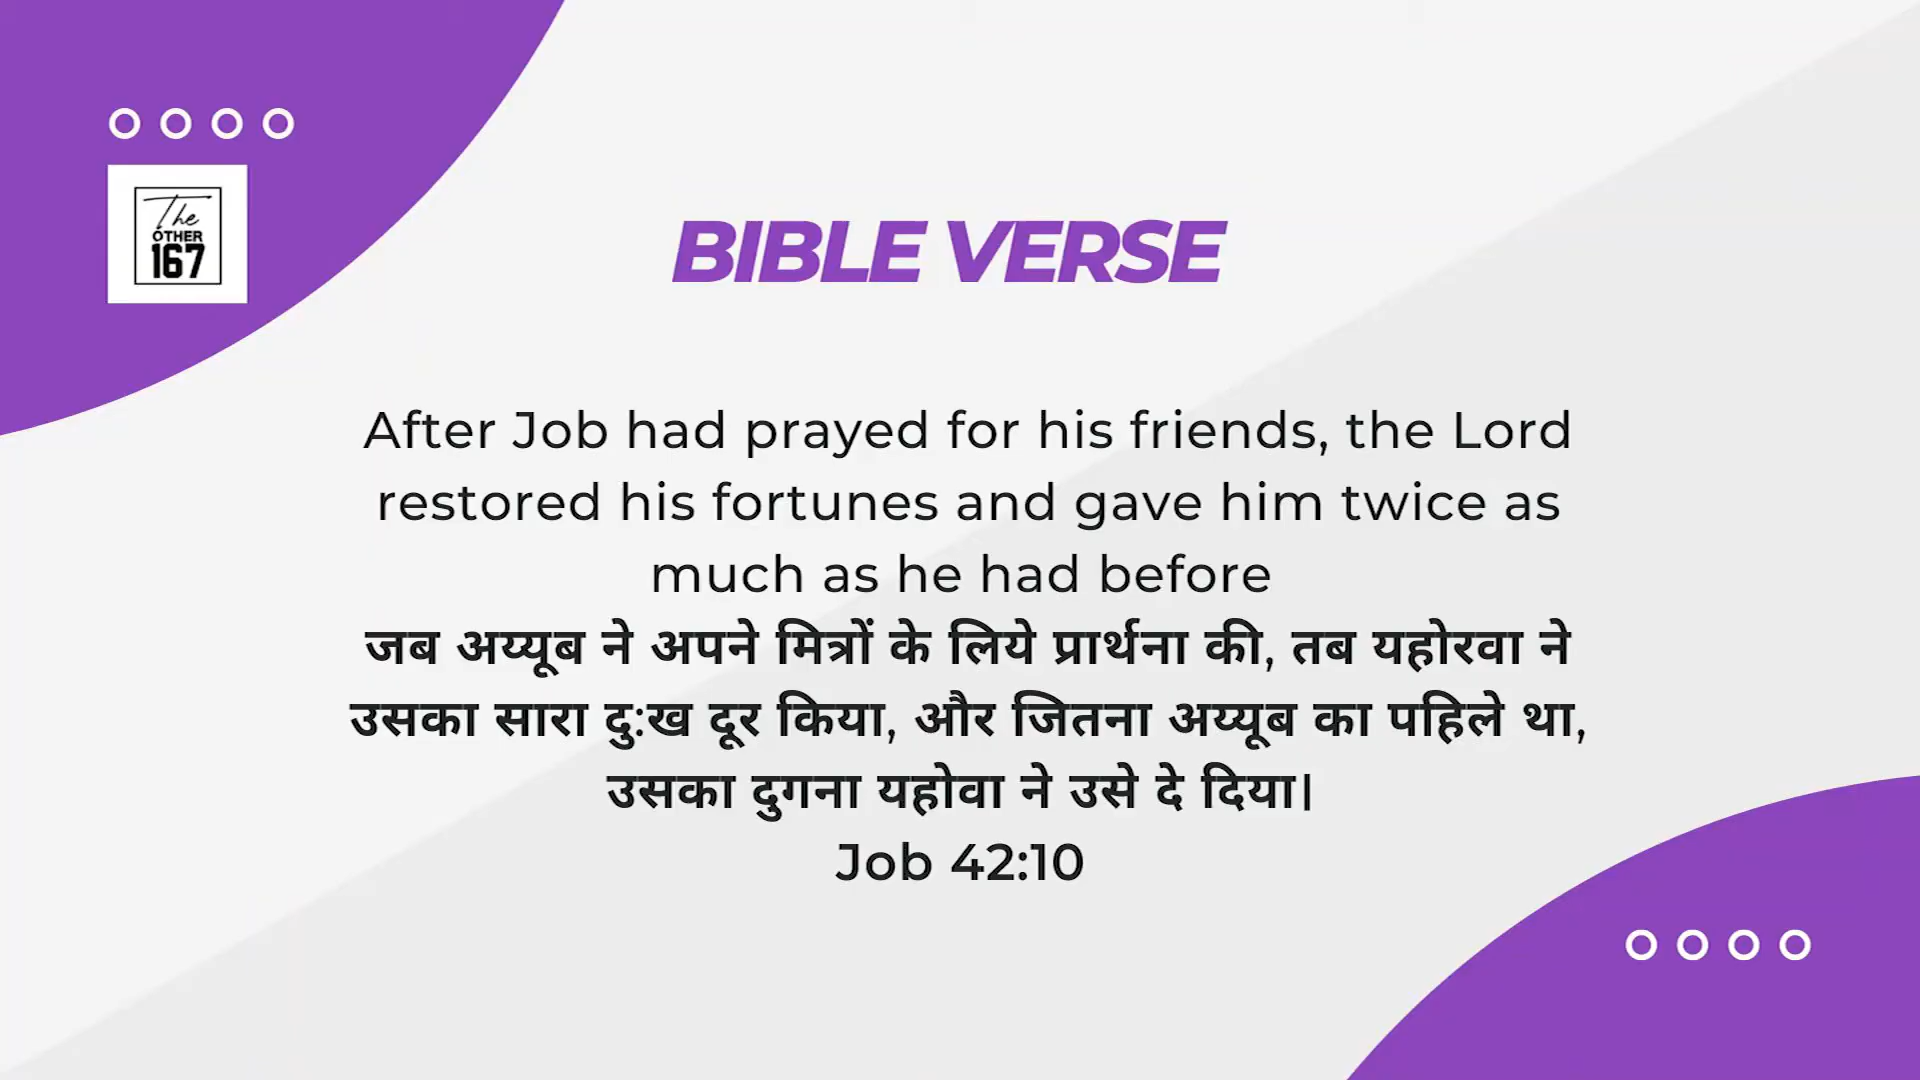 The
OTHER
167
BIBLE VERSE
After Job had prayed for his friends, the Lord
restored his fortunes and gave him twice as
much as he had before
जब अय्यूब ने अपने मित्रों के लिये प्रार्थना की, तब यहोरवा ने
उसका सारा दु:ख दूर किया, और जितना अय्यूब का पहिले था,
उसका दुगना यहोवा ने उसे दे दिया।
Job 42:10